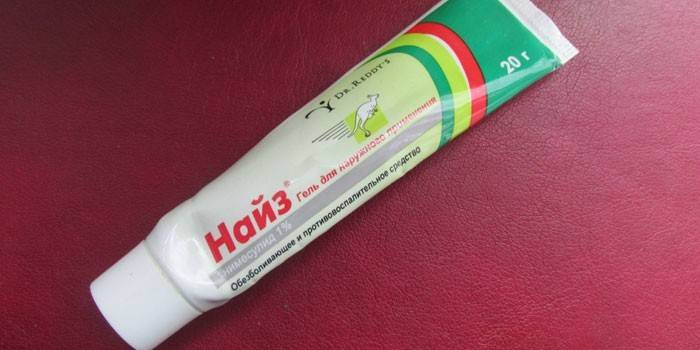 DR. REDDY'S
20 г
Найз®
Гель для наружного применения
нимесулид 1%
Обезболивающее и противовоспалительное средство